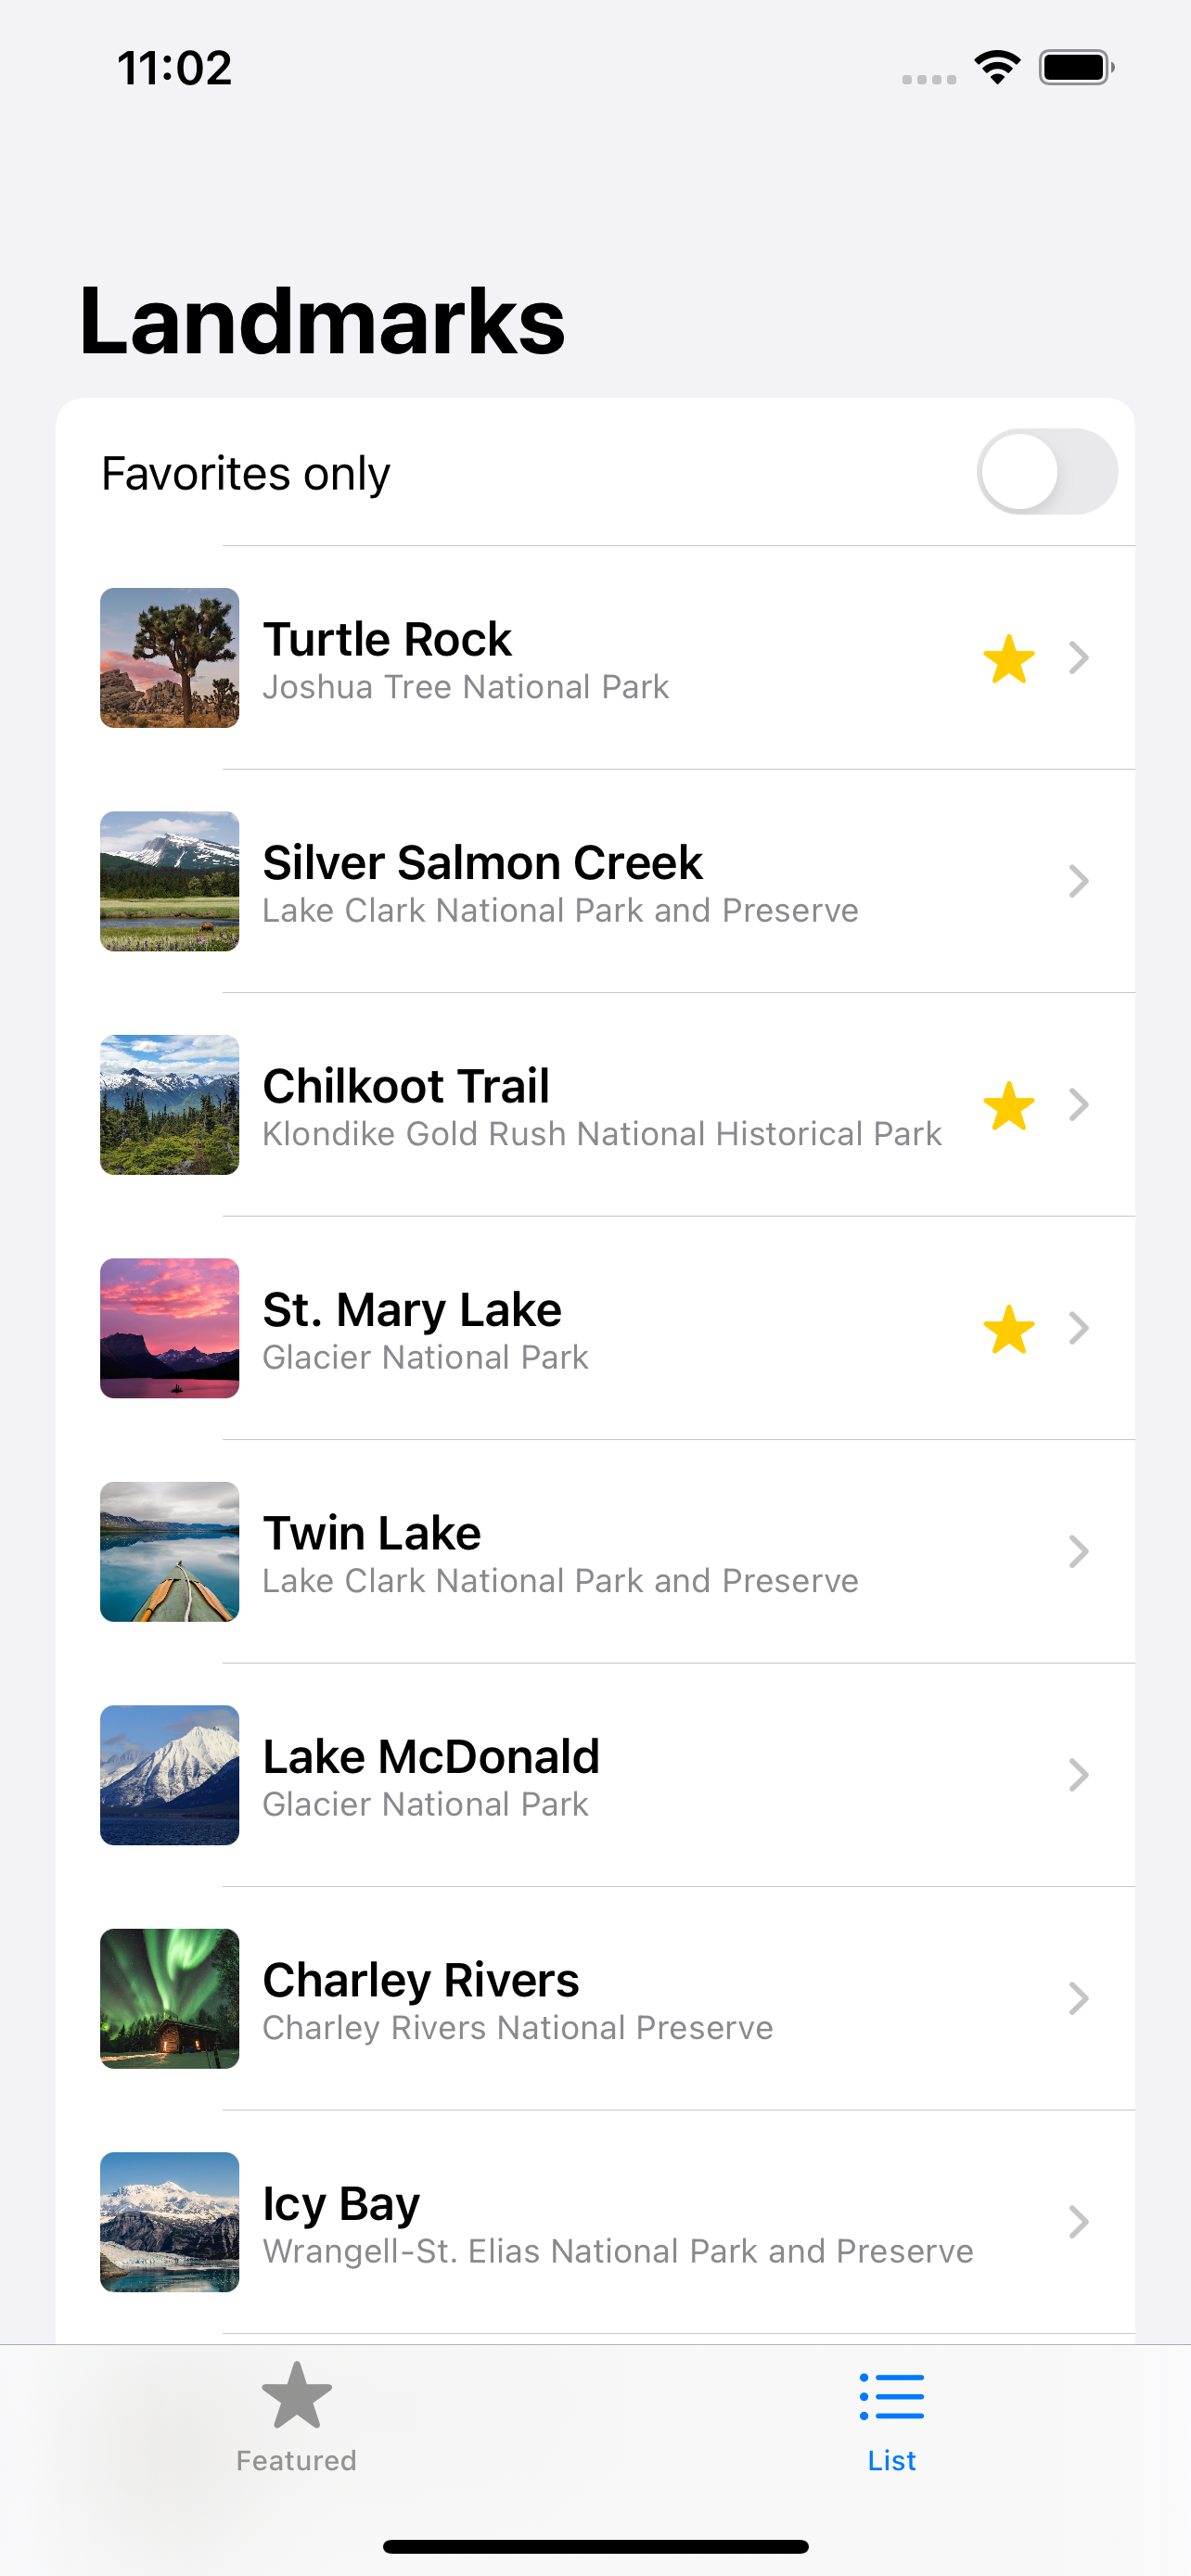 11:02
Landmarks
Favorites only
Turtle Rock
Joshua Tree National Park
Silver Salmon Creek
Lake Clark National Park and Preserve
Chilkoot Trail
Klondike Gold Rush National Historical Park
St. Mary Lake
Glacier National Park
Twin Lake
Lake Clark National Park and Preserve
Lake McDonald
Glacier National Park
Charley Rivers
Charley Rivers National Preserve
Icy Bay
Wrangell-St. Elias National Park and Preserve
Featured
List